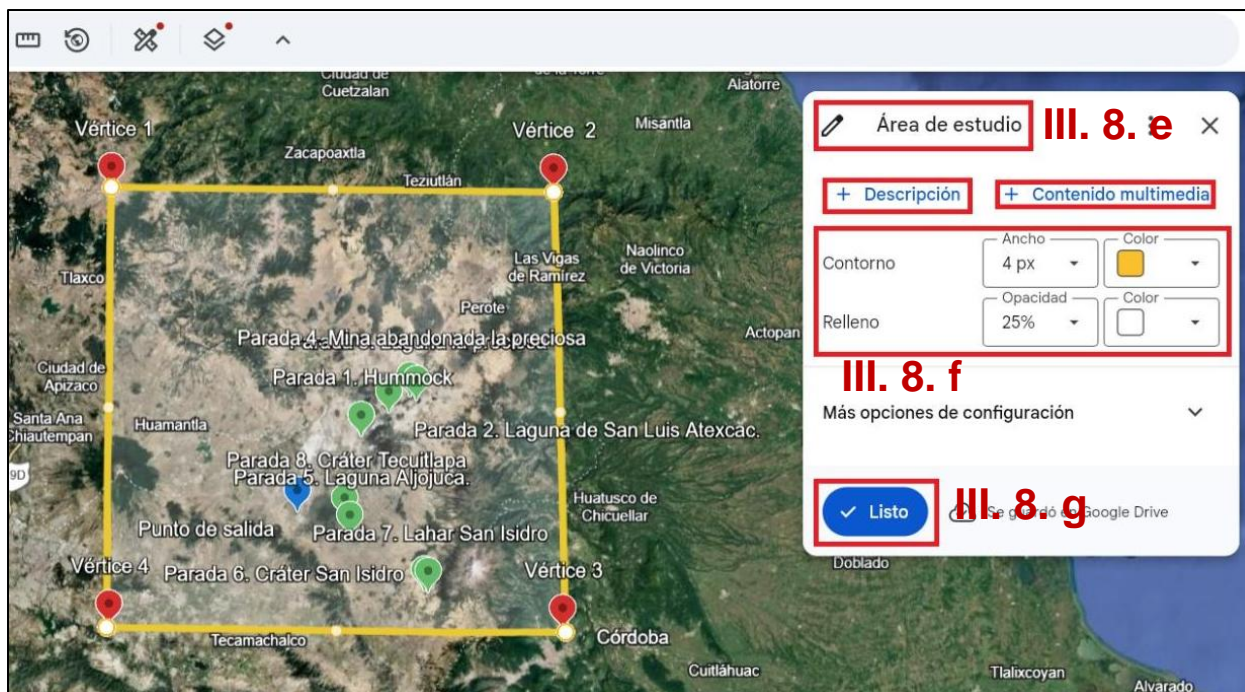 Ciudad de
Cuetzalan
Alatorre
Vértice 1
Vértice 2
Misantla
Zacapoaxtla
Teziutlán
Tlaxco
Las Vigas
de Ramírez
Naolinco
de Victoria
Perote
Parada 4. Mina abandonada la preciosa
Actopan
Ciudad de
Apizaco
Parada 1. Hummock
Santa Ana
Chiautempan
Huamantla
Parada 2. Laguna de San Luis Atexcac.
9D
Parada 8. Cráter Tecuitlapa
Parada 5. Laguna Aljojuca.
Huatusco de
Chicuellar
Punto de salida
Parada 7. Lahar San Isidro
Vértice 4
Parada 6. Cráter San Isidro
Vértice 3
Doblado
Tecamachalco
Córdoba
Cuitláhuac
Tlalixcoyan
Alvarado
Área de estudio
III. 8. e
+ Descripción
+ Contenido multimedia
Contorno
Ancho
4 px
Color
Relleno
Opacidad
25%
Color
III. 8. f
Más opciones de configuración
Listo
III. 8. g
Se guardó en Google Drive